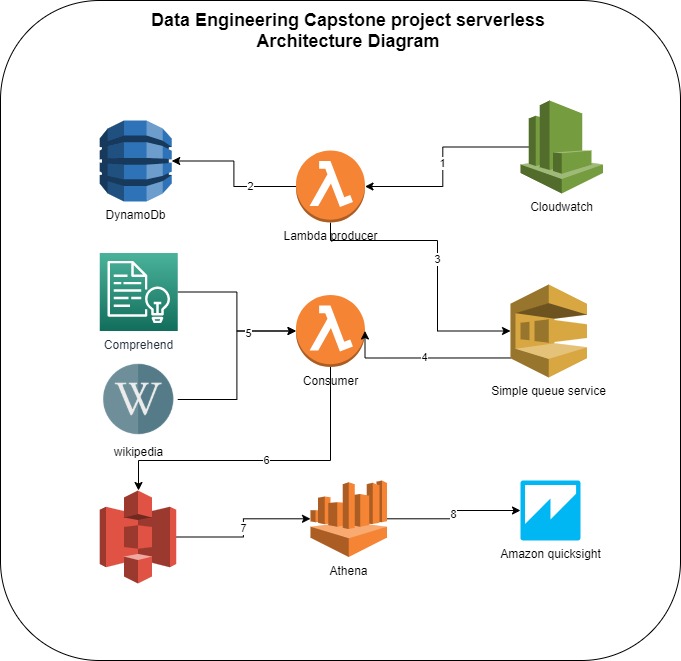 Data Engineering Capstone project serverless
Architecture Diagram
1
Cloudwatch
2
DynamoDb
Lambda producer
3
Comprehend
5
Consumer
4
Simple queue service
W
wikipedia
6
7
8
Athena
Amazon quicksight